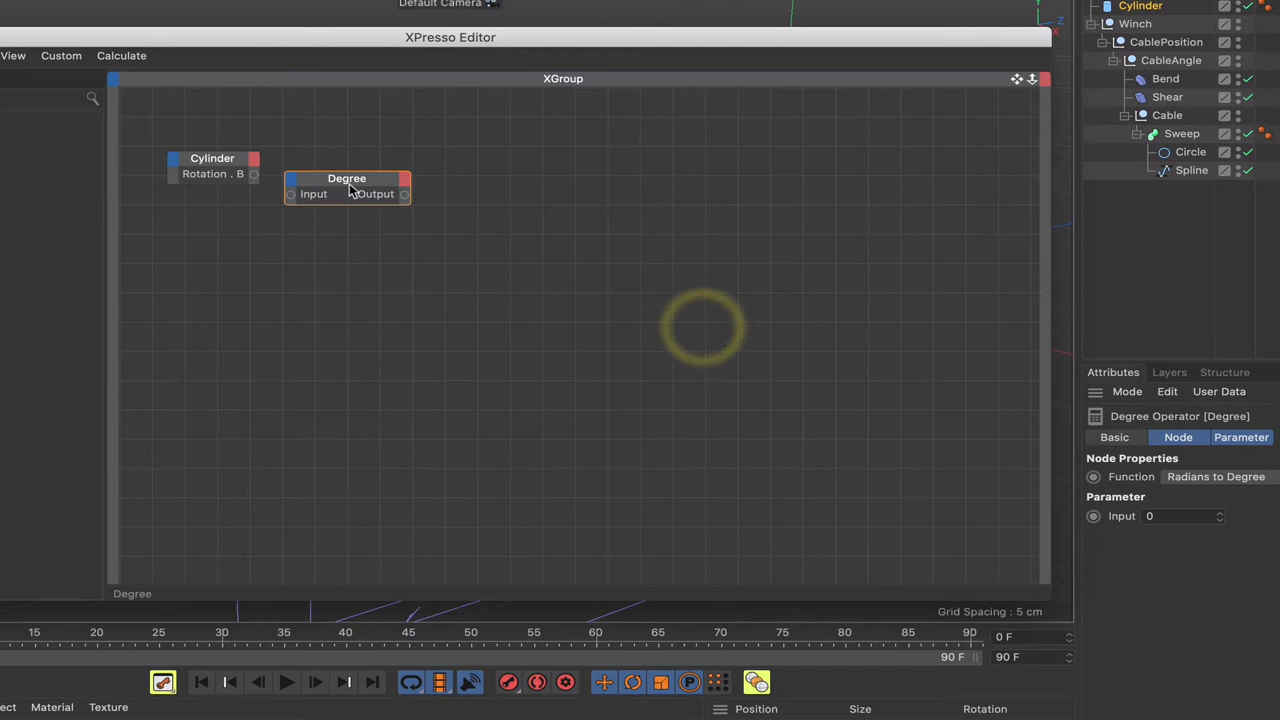 Default Camera
Cylinder
XPresso Editor
Winch
CablePosition
View Custom Calculate
CableAngle
XGroup
Bend
Shear
Cable
Sweep
Circle
Spline
Cylinder
Rotation . B
Degree
Input Output
Attributes Layers Structure
Mode Edit User Data
Degree Operator [Degree]
Basic Node Parameter
Node Properties
Function Radians to Degree
Parameter
Input 0
Degree
Grid Spacing : 5 cm
15 20 25 30 35 40 45 50 55 60 65 70 75 80 85 90 0 F
90 F 90 F
ect Material Texture
Position Size Rotation
X
Z